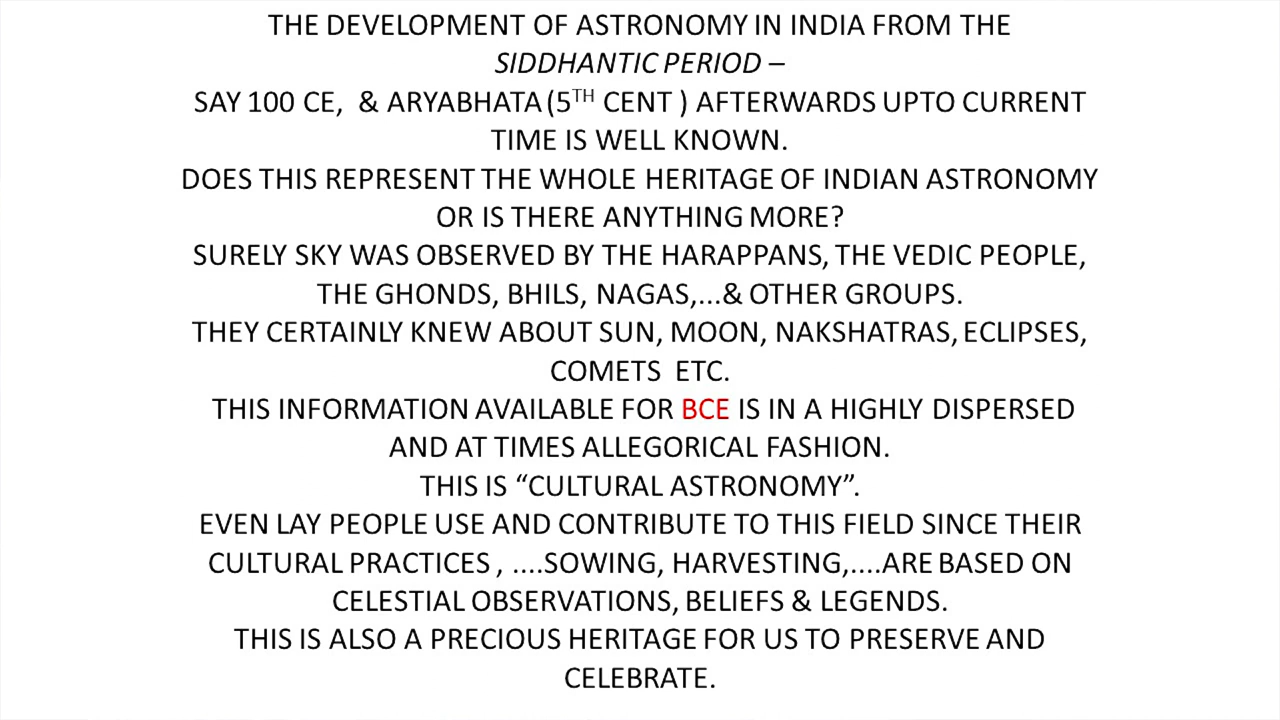 THE DEVELOPMENT OF ASTRONOMY IN INDIA FROM THE
SIDDHANTIC PERIOD –
SAY 100 CE, & ARYABHATA (5TH CENT ) AFTERWARDS UPTO CURRENT
TIME IS WELL KNOWN.
DOES THIS REPRESENT THE WHOLE HERITAGE OF INDIAN ASTRONOMY
OR IS THERE ANYTHING MORE?
SURELY SKY WAS OBSERVED BY THE HARAPPANS, THE VEDIC PEOPLE,
THE GHONDS, BHILS, NAGAS,...& OTHER GROUPS.
THEY CERTAINLY KNEW ABOUT SUN, MOON, NAKSHATRAS, ECLIPSES,
COMETS ETC.
THIS INFORMATION AVAILABLE FOR BCE IS IN A HIGHLY DISPERSED
AND AT TIMES ALLEGORICAL FASHION.
THIS IS “CULTURAL ASTRONOMY”.
EVEN LAY PEOPLE USE AND CONTRIBUTE TO THIS FIELD SINCE THEIR
CULTURAL PRACTICES , ....SOWING, HARVESTING,....ARE BASED ON
CELESTIAL OBSERVATIONS, BELIEFS & LEGENDS.
THIS IS ALSO A PRECIOUS HERITAGE FOR US TO PRESERVE AND
CELEBRATE.